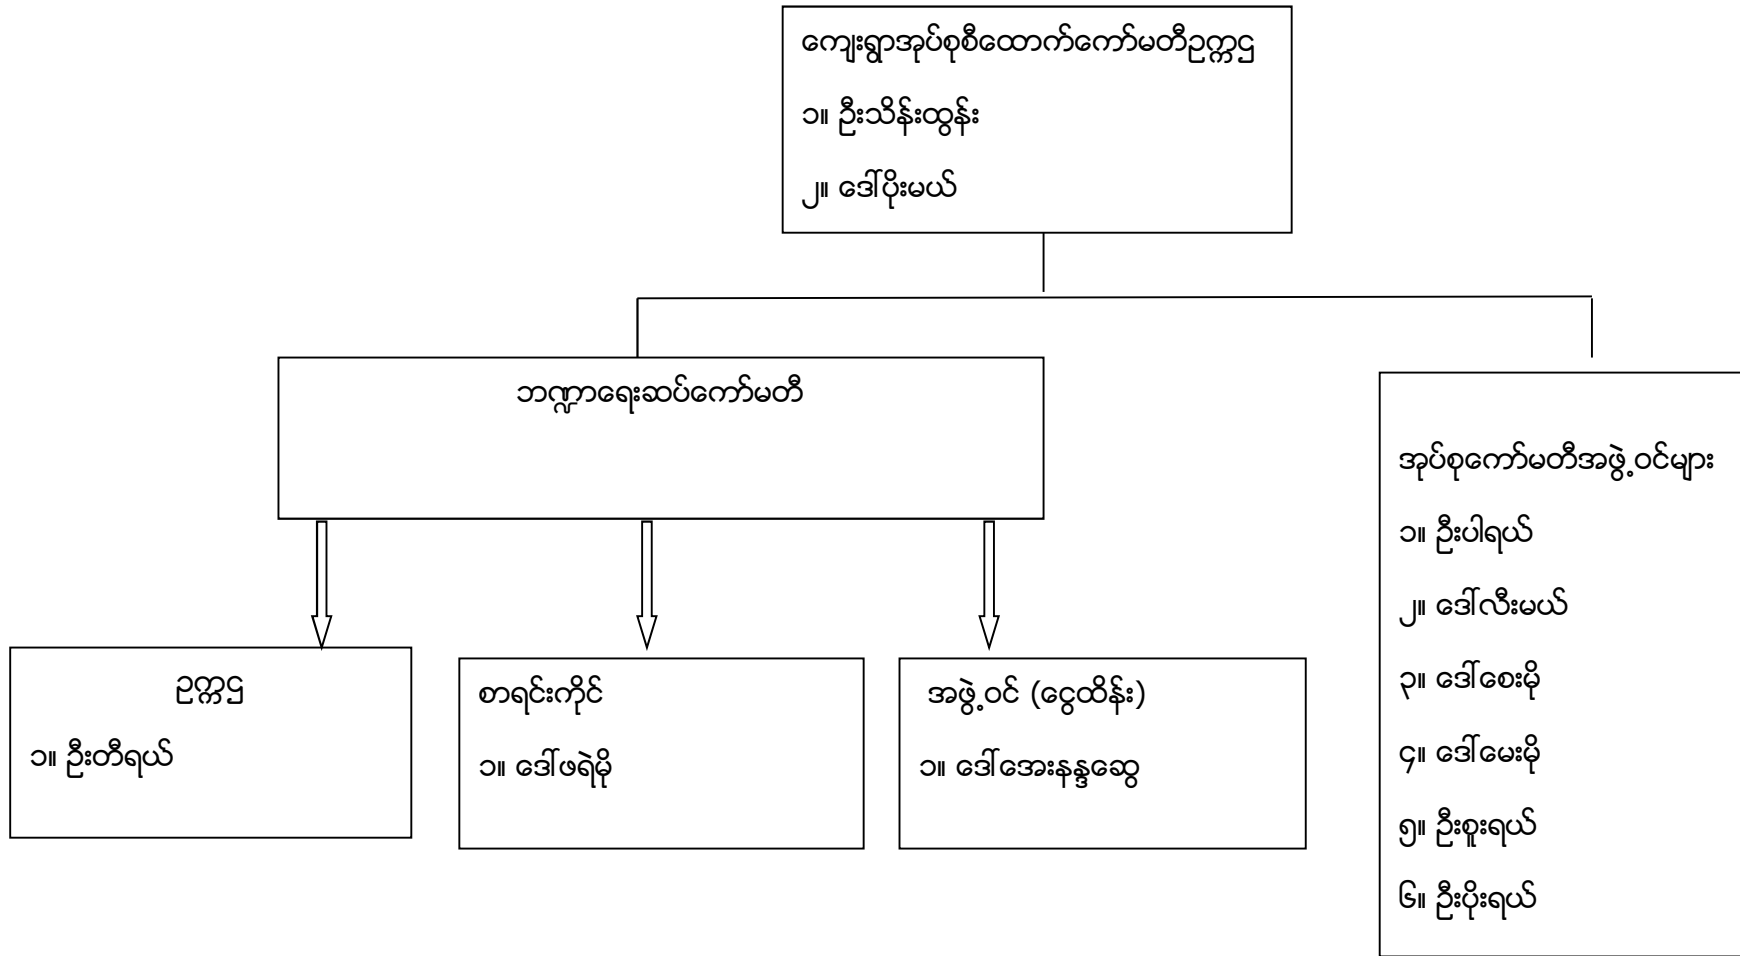 ကျေးရွာအုပ်စုစီထောက်ကော်မတီဥက္ကဌ
၁။ ဦးသိန်းထွန်း
၂။ ဒေါ်ပိုးမယ်
ဘဏ္ဍာရေးဆပ်ကော်မတီ
အုပ်စုကော်မတီအဖွဲ့ဝင်များ
၁။ ဦးပါရယ်
၂။ ဒေါ်လီးမယ်
၃။ ဒေါ်စေးမို
၄။ ဒေါ်မေးမို
၅။ ဦးစူးရယ်
၆။ ဦးပိုးရယ်
ဥက္ကဌ
၁။ ဦးတီရယ်
စာရင်းကိုင်
၁။ ဒေါ်ဖရဲမို
အဖွဲ့ဝင် (ငွေထိန်း)
၁။ ဒေါ်အေးနန္ဒဆွေ